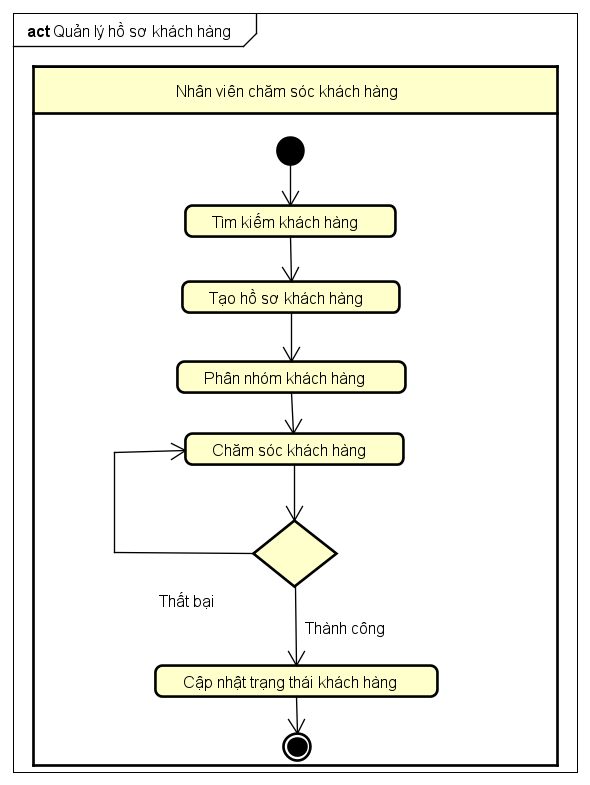 act Quản lý hồ sơ khách hàng
Nhân viên chăm sóc khách hàng
Tìm kiếm khách hàng
Tạo hồ sơ khách hàng
Phân nhóm khách hàng
Chăm sóc khách hàng
Thất bại
Thành công
Cập nhật trạng thái khách hàng